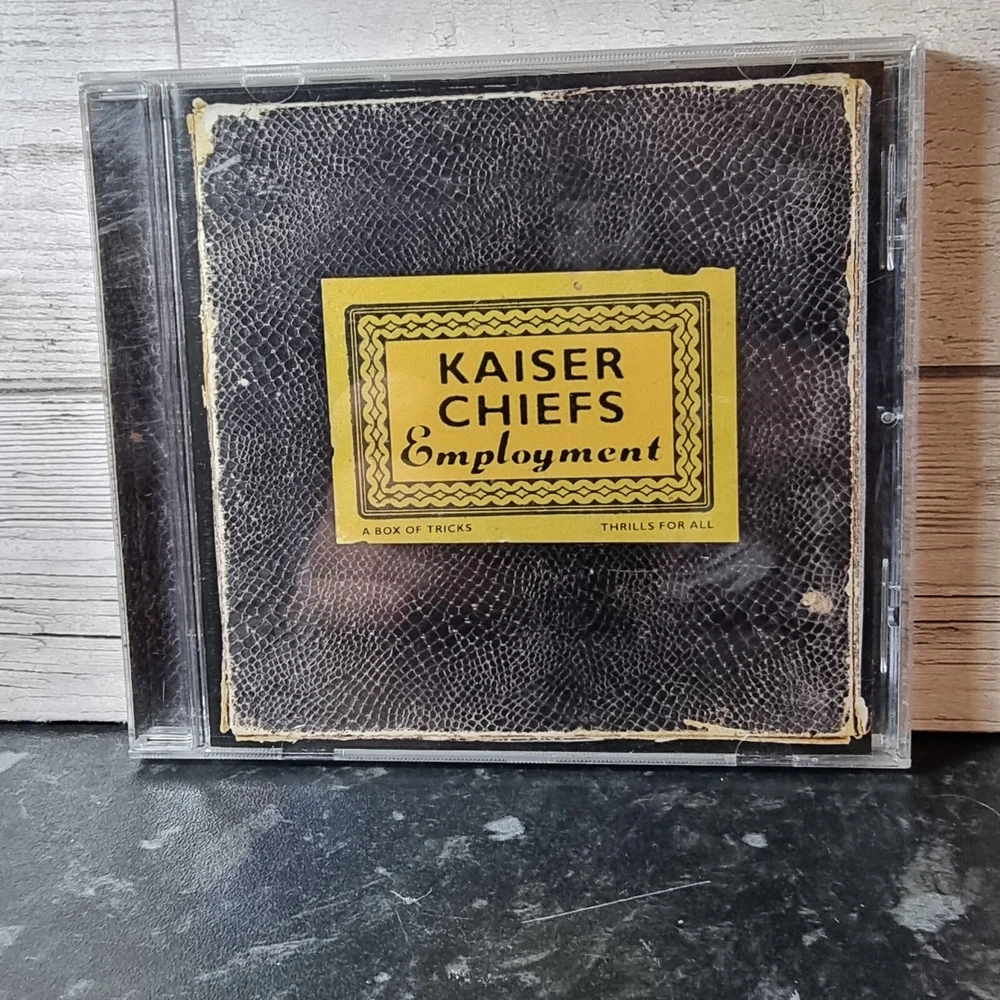 KAISER
CHIEFS
Employment
A BOX OF TRICKS THRILLS FOR ALL